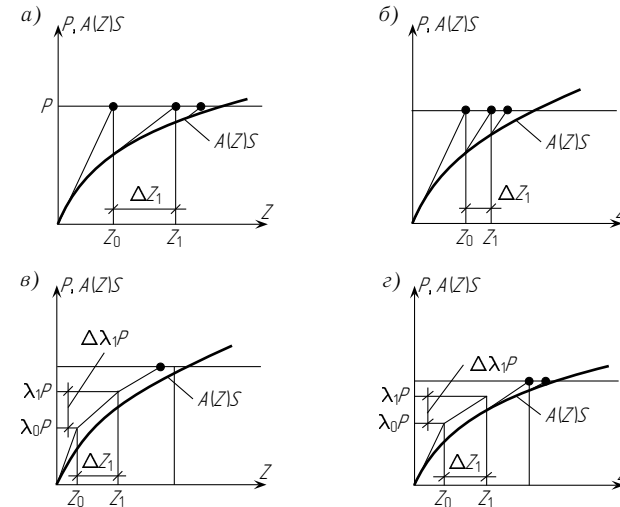 а)
P, A(Z)S
P
A(Z)S
ΔZ₁
Z
Z₀
Z₁
б)
P, A(Z)S
A(Z)S
ΔZ₁
Z₀
Z₁
в)
P, A(Z)S
Δλ₁P
λ₁P
λ₀P
A(Z)S
ΔZ₁
Z
Z₀
Z₁
г)
P, A(Z)S
Δλ₁P
λ₁P
λ₀P
A(Z)S
ΔZ₁
Z₀
Z₁